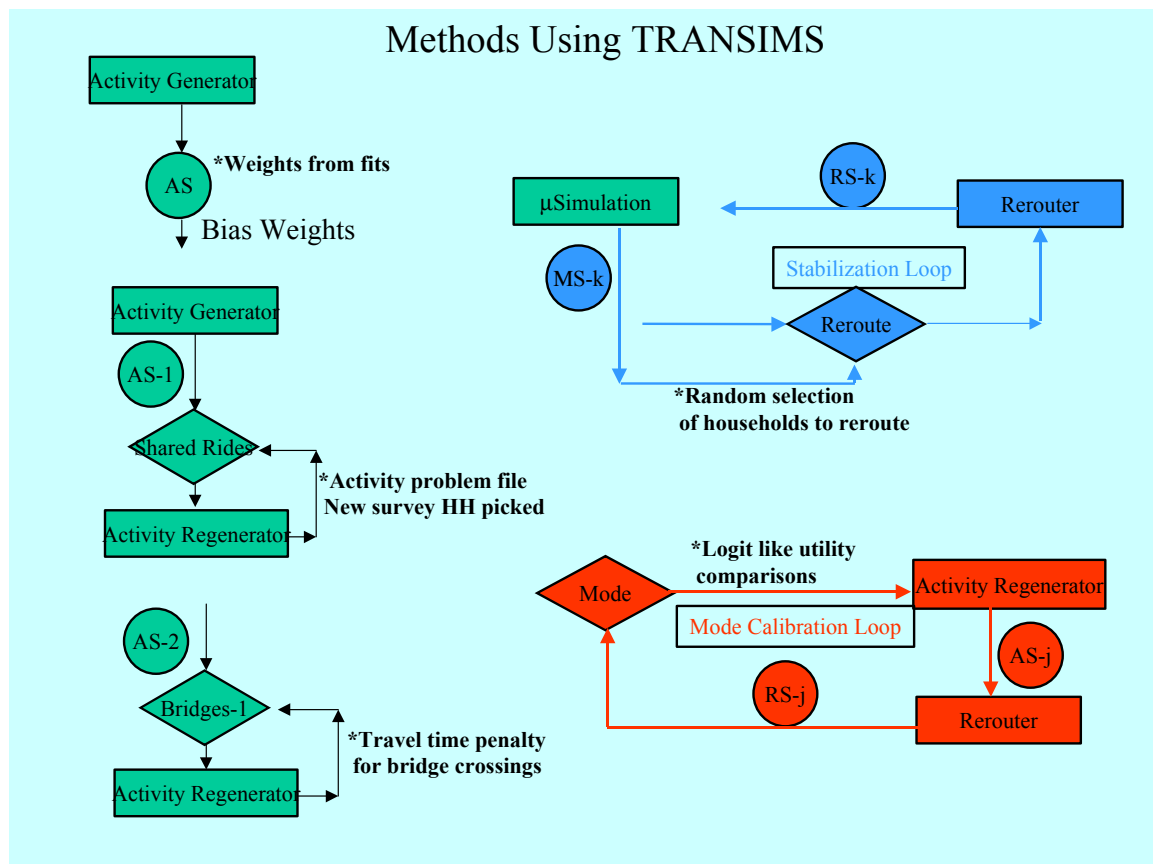 Methods Using TRANSIMS
Activity Generator
*Weights from fits
AS
Bias Weights
Activity Generator
AS-1
Shared Rides
*Activity problem file
New survey HH picked
Activity Regenerator
AS-2
Bridges-1
*Travel time penalty
for bridge crossings
Activity Regenerator
RS-k
µSimulation
Rerouter
MS-k
Stabilization Loop
Reroute
*Random selection
of households to reroute
*Logit like utility
comparisons
Mode
Activity Regenerator
Mode Calibration Loop
AS-j
RS-j
Rerouter